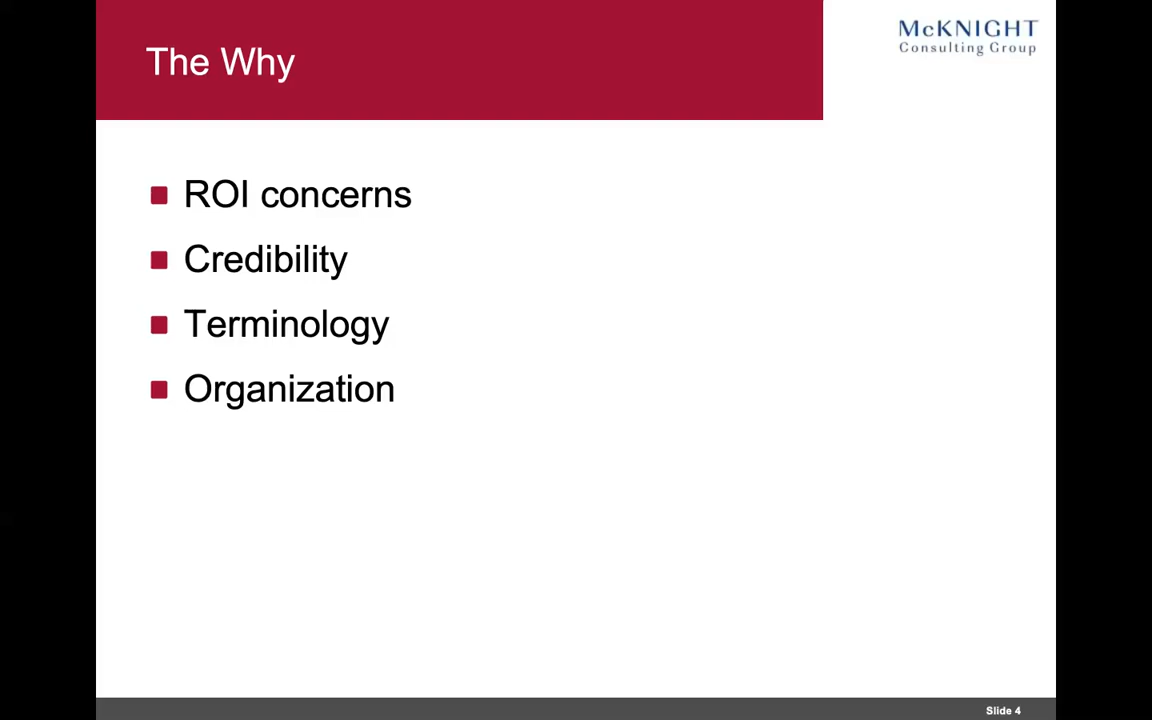 The Why
McKNIGHT
Consulting Group
ROI concerns
Credibility
Terminology
Organization
Slide 4